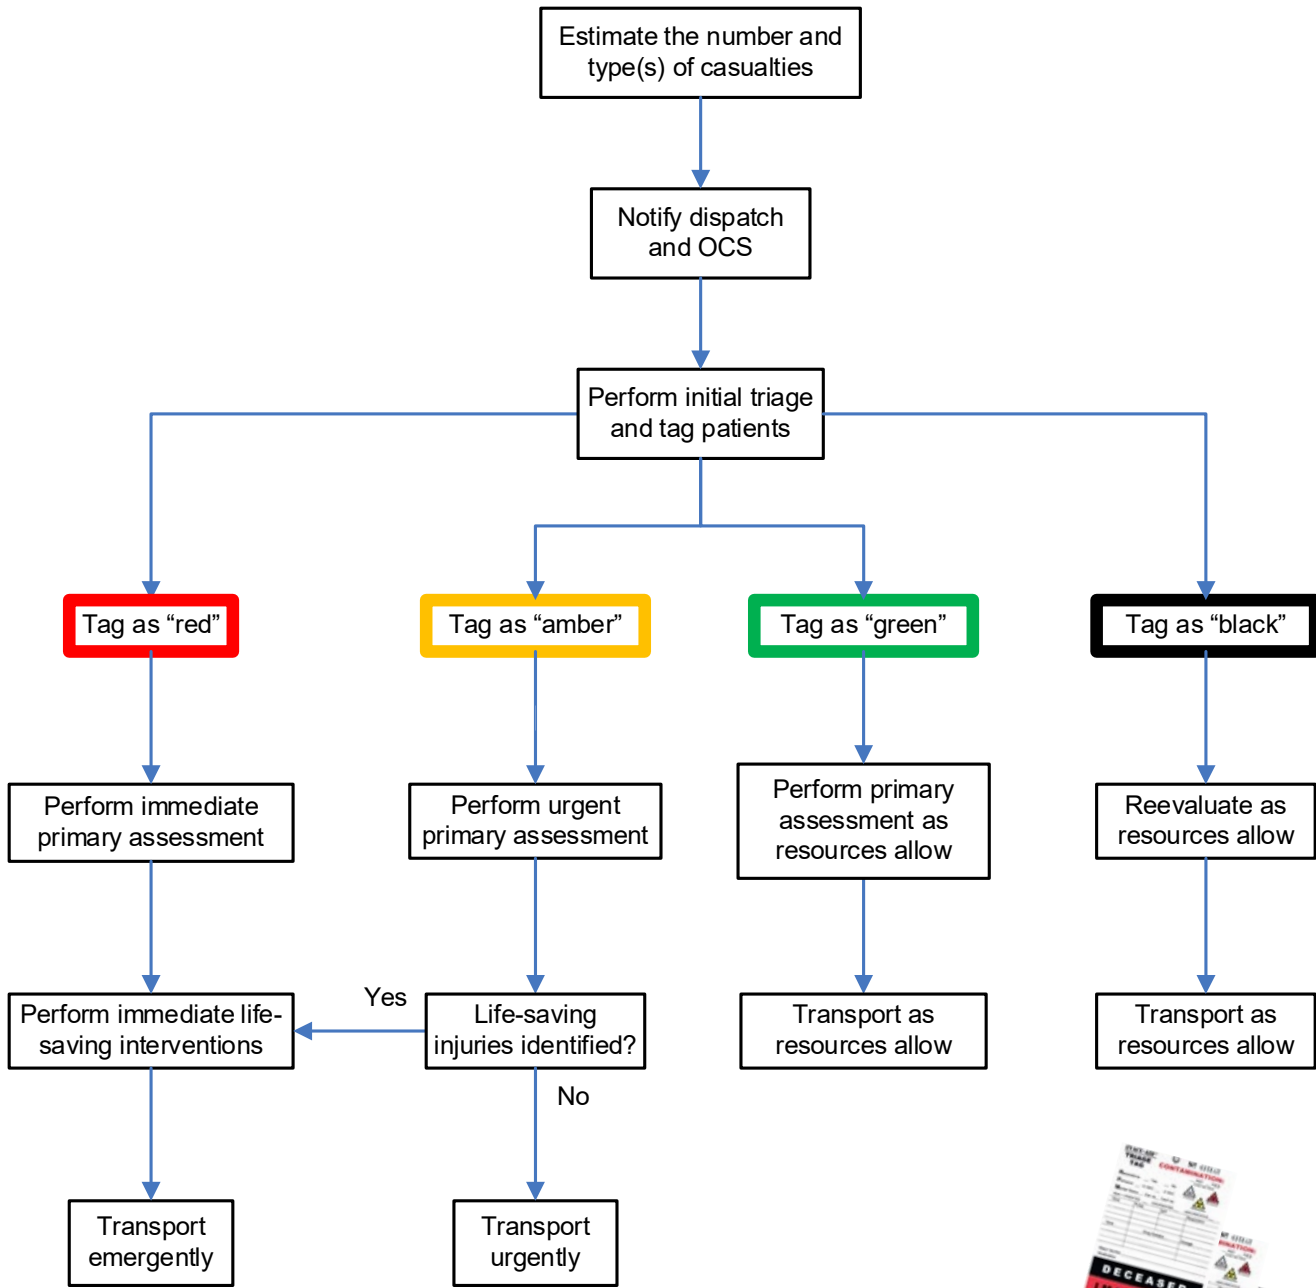 Estimate the number and
type(s) of casualties
Notify dispatch
and OCS
Perform initial triage
and tag patients
Tag as “red”
Tag as “amber”
Tag as “green”
Tag as “black”
Perform immediate
primary assessment
Perform urgent
primary assessment
Perform primary
assessment as
resources allow
Reevaluate as
resources allow
Perform immediate life-
saving interventions
Yes
Life-saving
injuries identified?
No
Transport as
resources allow
Transport as
resources allow
Transport
emergently
Transport
urgently
TRIAGE
TAG
CONTAMINATION:
DECEASED